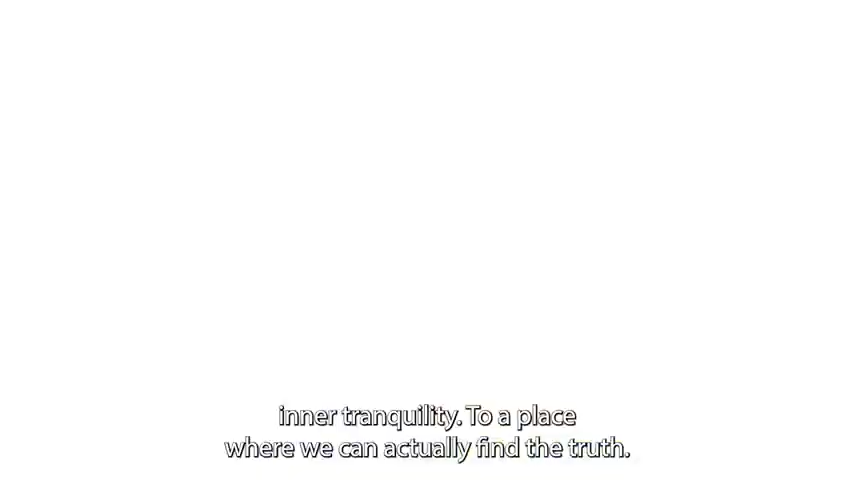 inner tranquility. To a place
where we can actually find the truth.